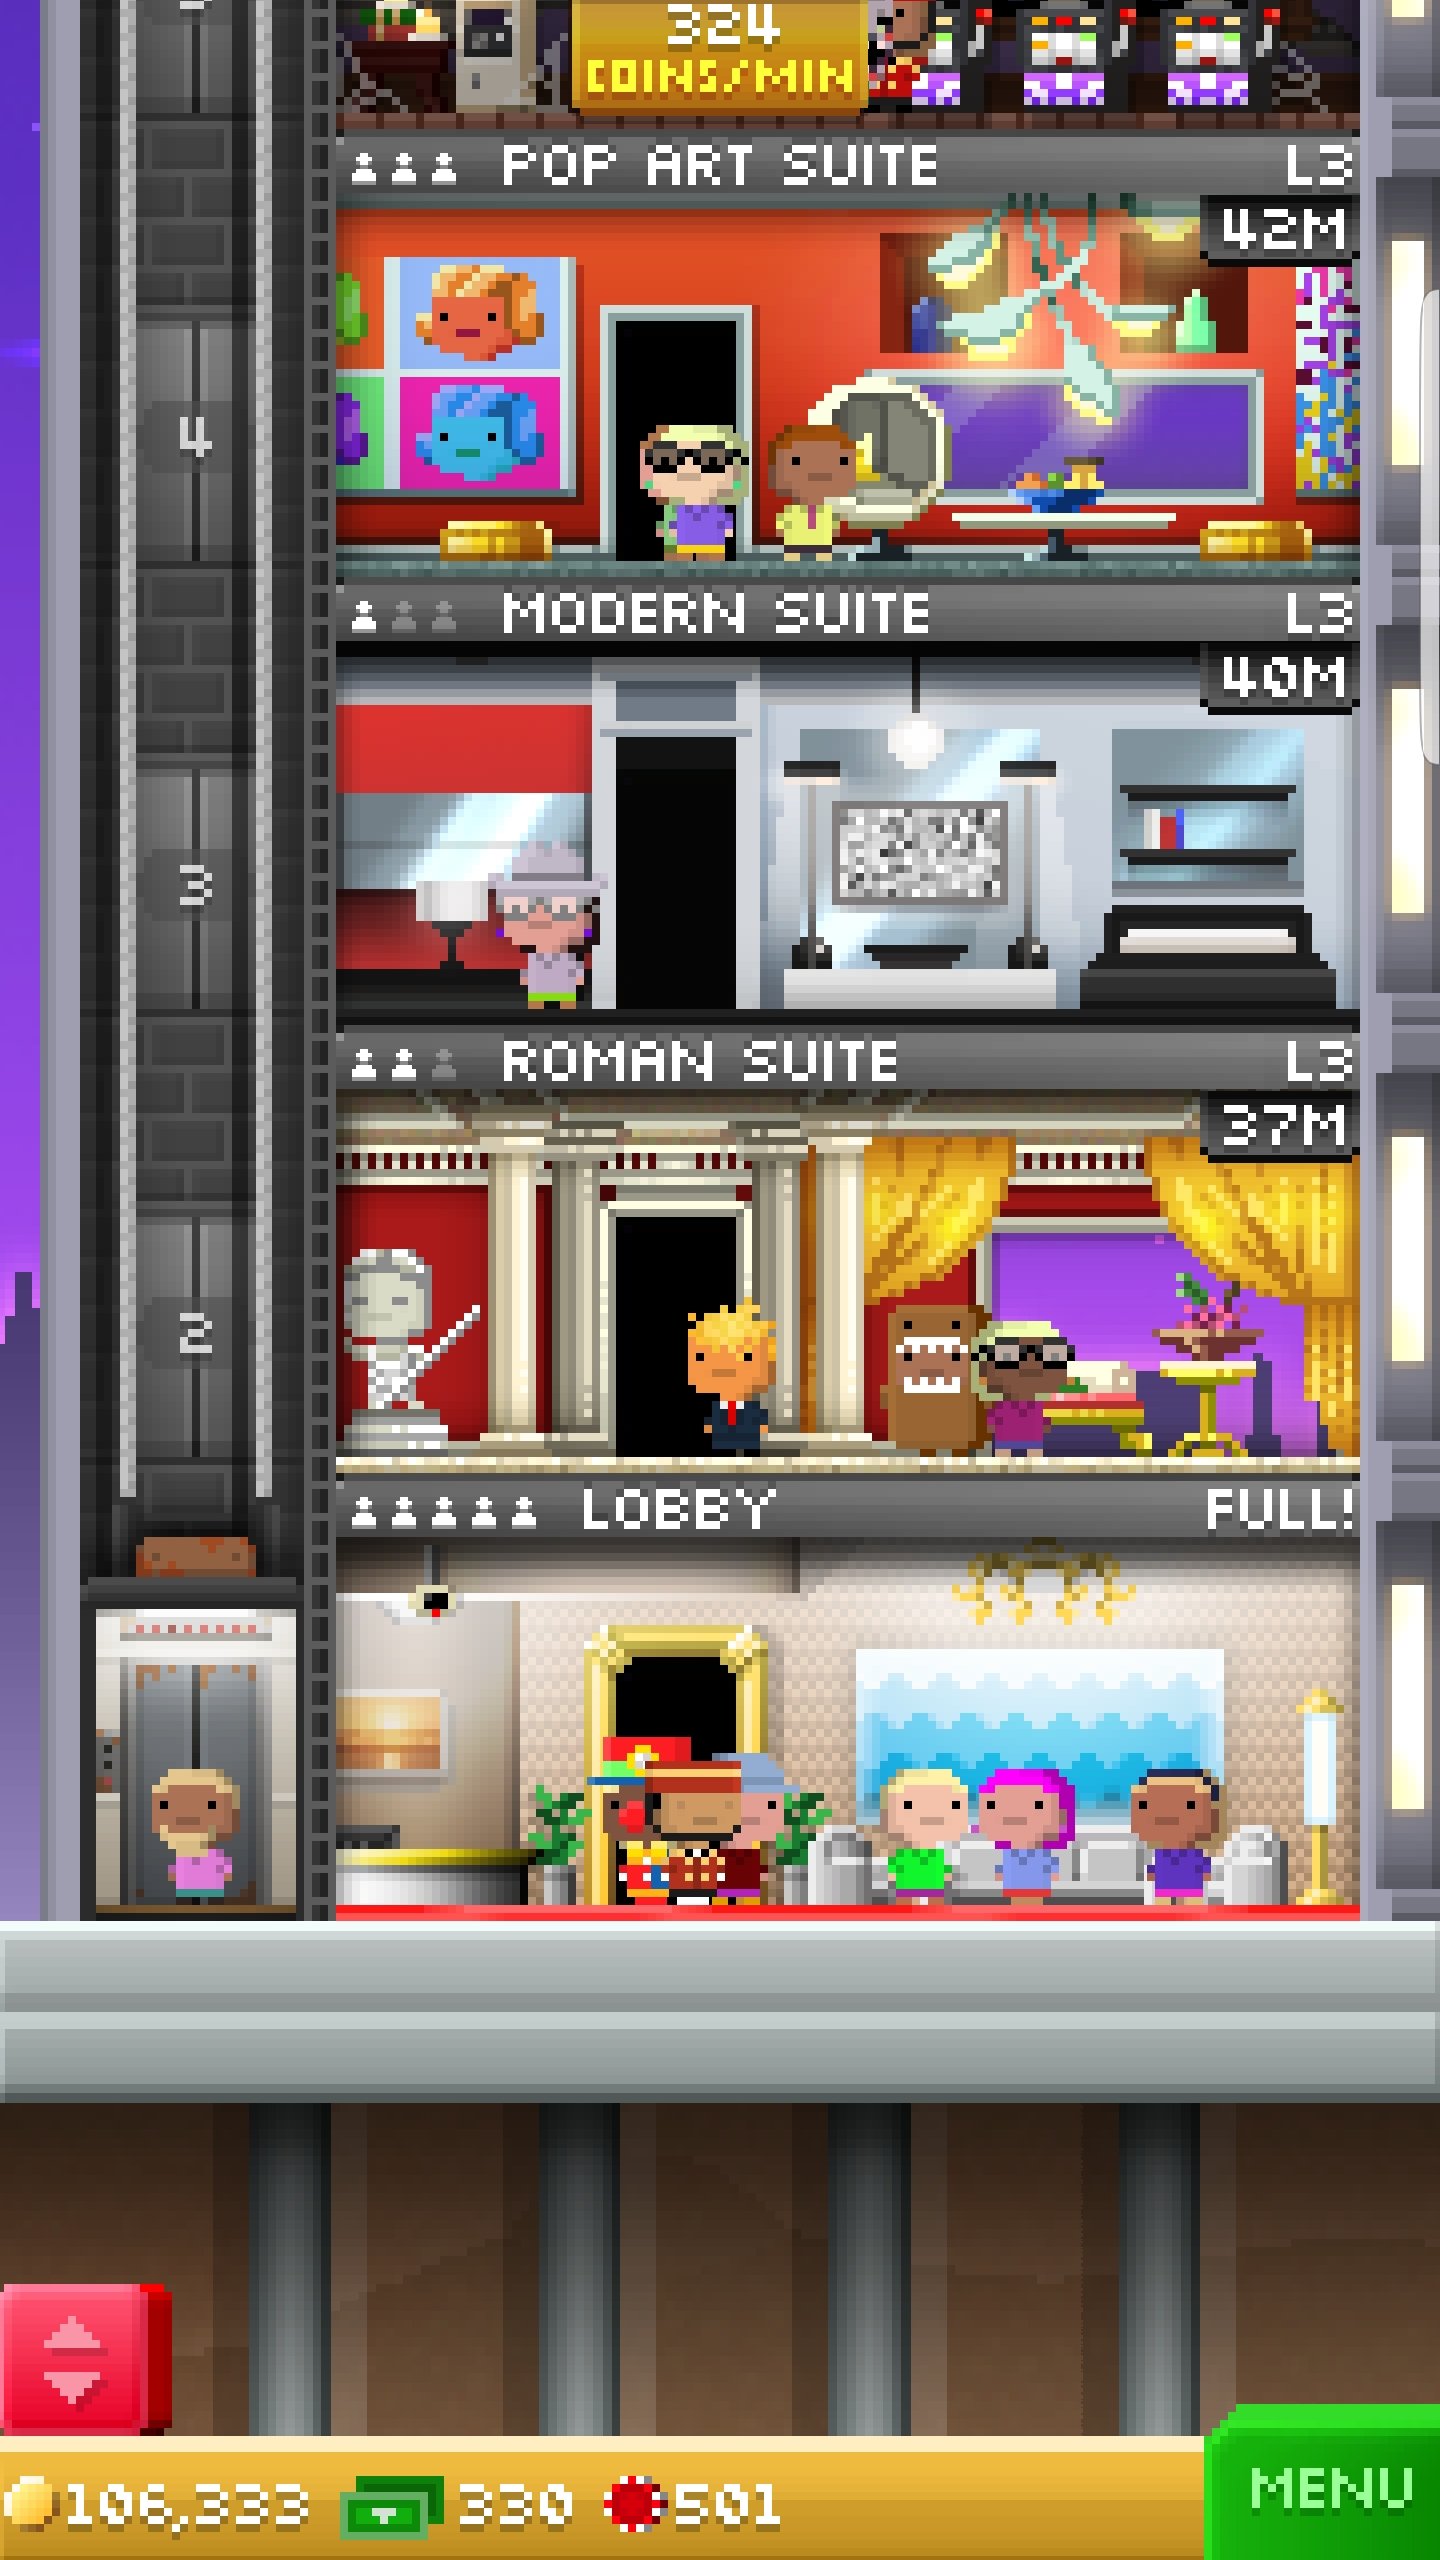 324
COINS/MIN
POP ART SUITE L3
42M
4
MODERN SUITE L3
40M
3
ROMAN SUITE L3
37M
2
LOBBY FULL!
106,333 330 501
MENU